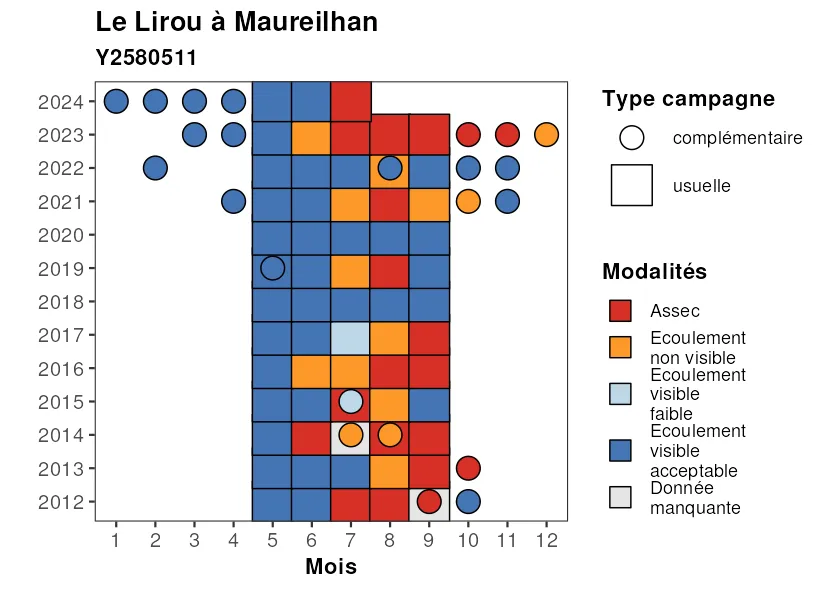 Le Lirou à Maureilhan
Y2580511
2024
2023
2022
2021
2020
2019
2018
2017
2016
2015
2014
2013
2012
1 2 3 4 5 6 7 8 9 10 11 12
Mois
Type campagne
complémentaire
usuelle
Modalités
Assec
Ecoulement
non visible
Ecoulement
visible
faible
Ecoulement
visible
acceptable
Donnée
manquante